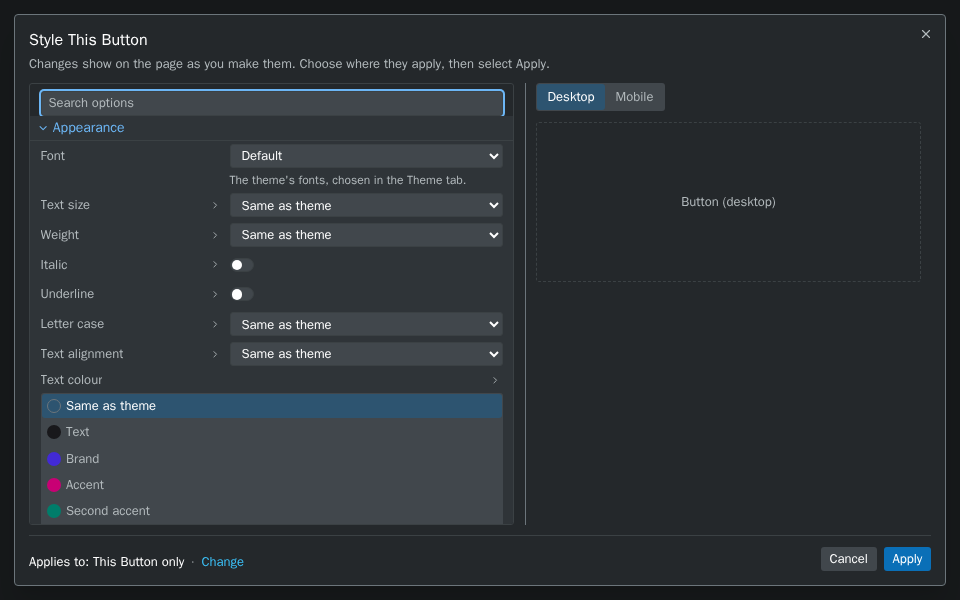 Style This Button
Changes show on the page as you make them. Choose where they apply, then select Apply.
Search options
Appearance
Font
Default
The theme's fonts, chosen in the Theme tab.
Text size
Same as theme
Weight
Same as theme
Italic
Underline
Letter case
Same as theme
Text alignment
Same as theme
Text colour
Same as theme
Text
Brand
Accent
Second accent
Desktop
Mobile
Button (desktop)
Applies to: This Button only · Change
Cancel
Apply